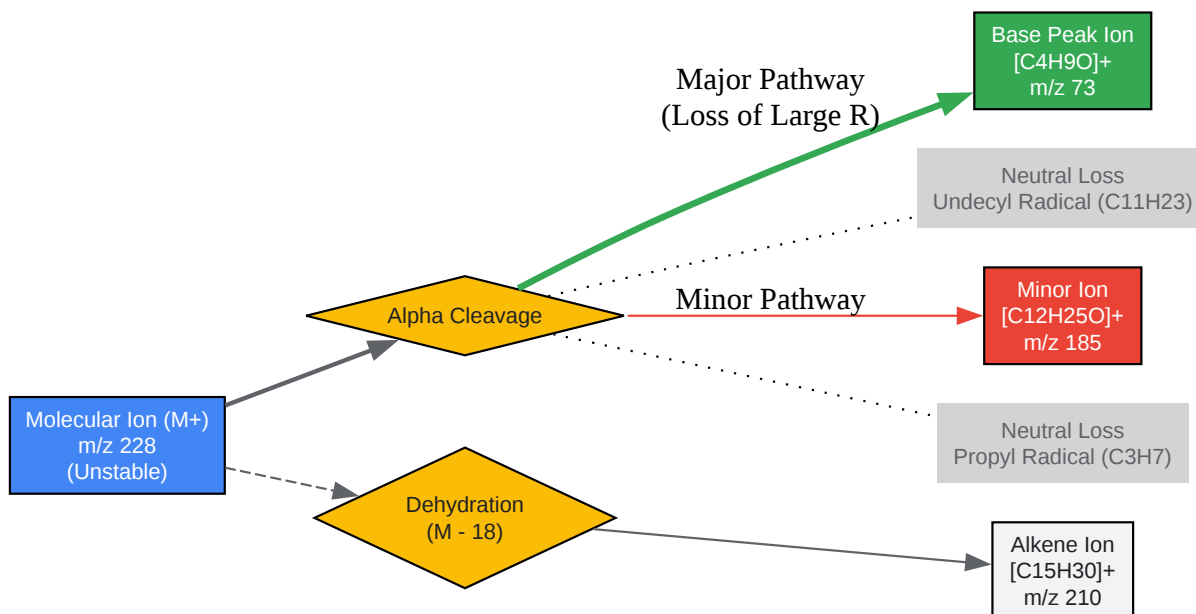 Base Peak Ion
[C4H9O]+
m/z 73
Major Pathway
(Loss of Large R)
Neutral Loss
Undecyl Radical (C11H23)
Alpha Cleavage
Minor Pathway
Minor Ion
[C12H25O]+
m/z 185
Molecular Ion (M+)
m/z 228
(Unstable)
Neutral Loss
Propyl Radical (C3H7)
Dehydration
(M - 18)
Alkene Ion
[C15H30]+
m/z 210